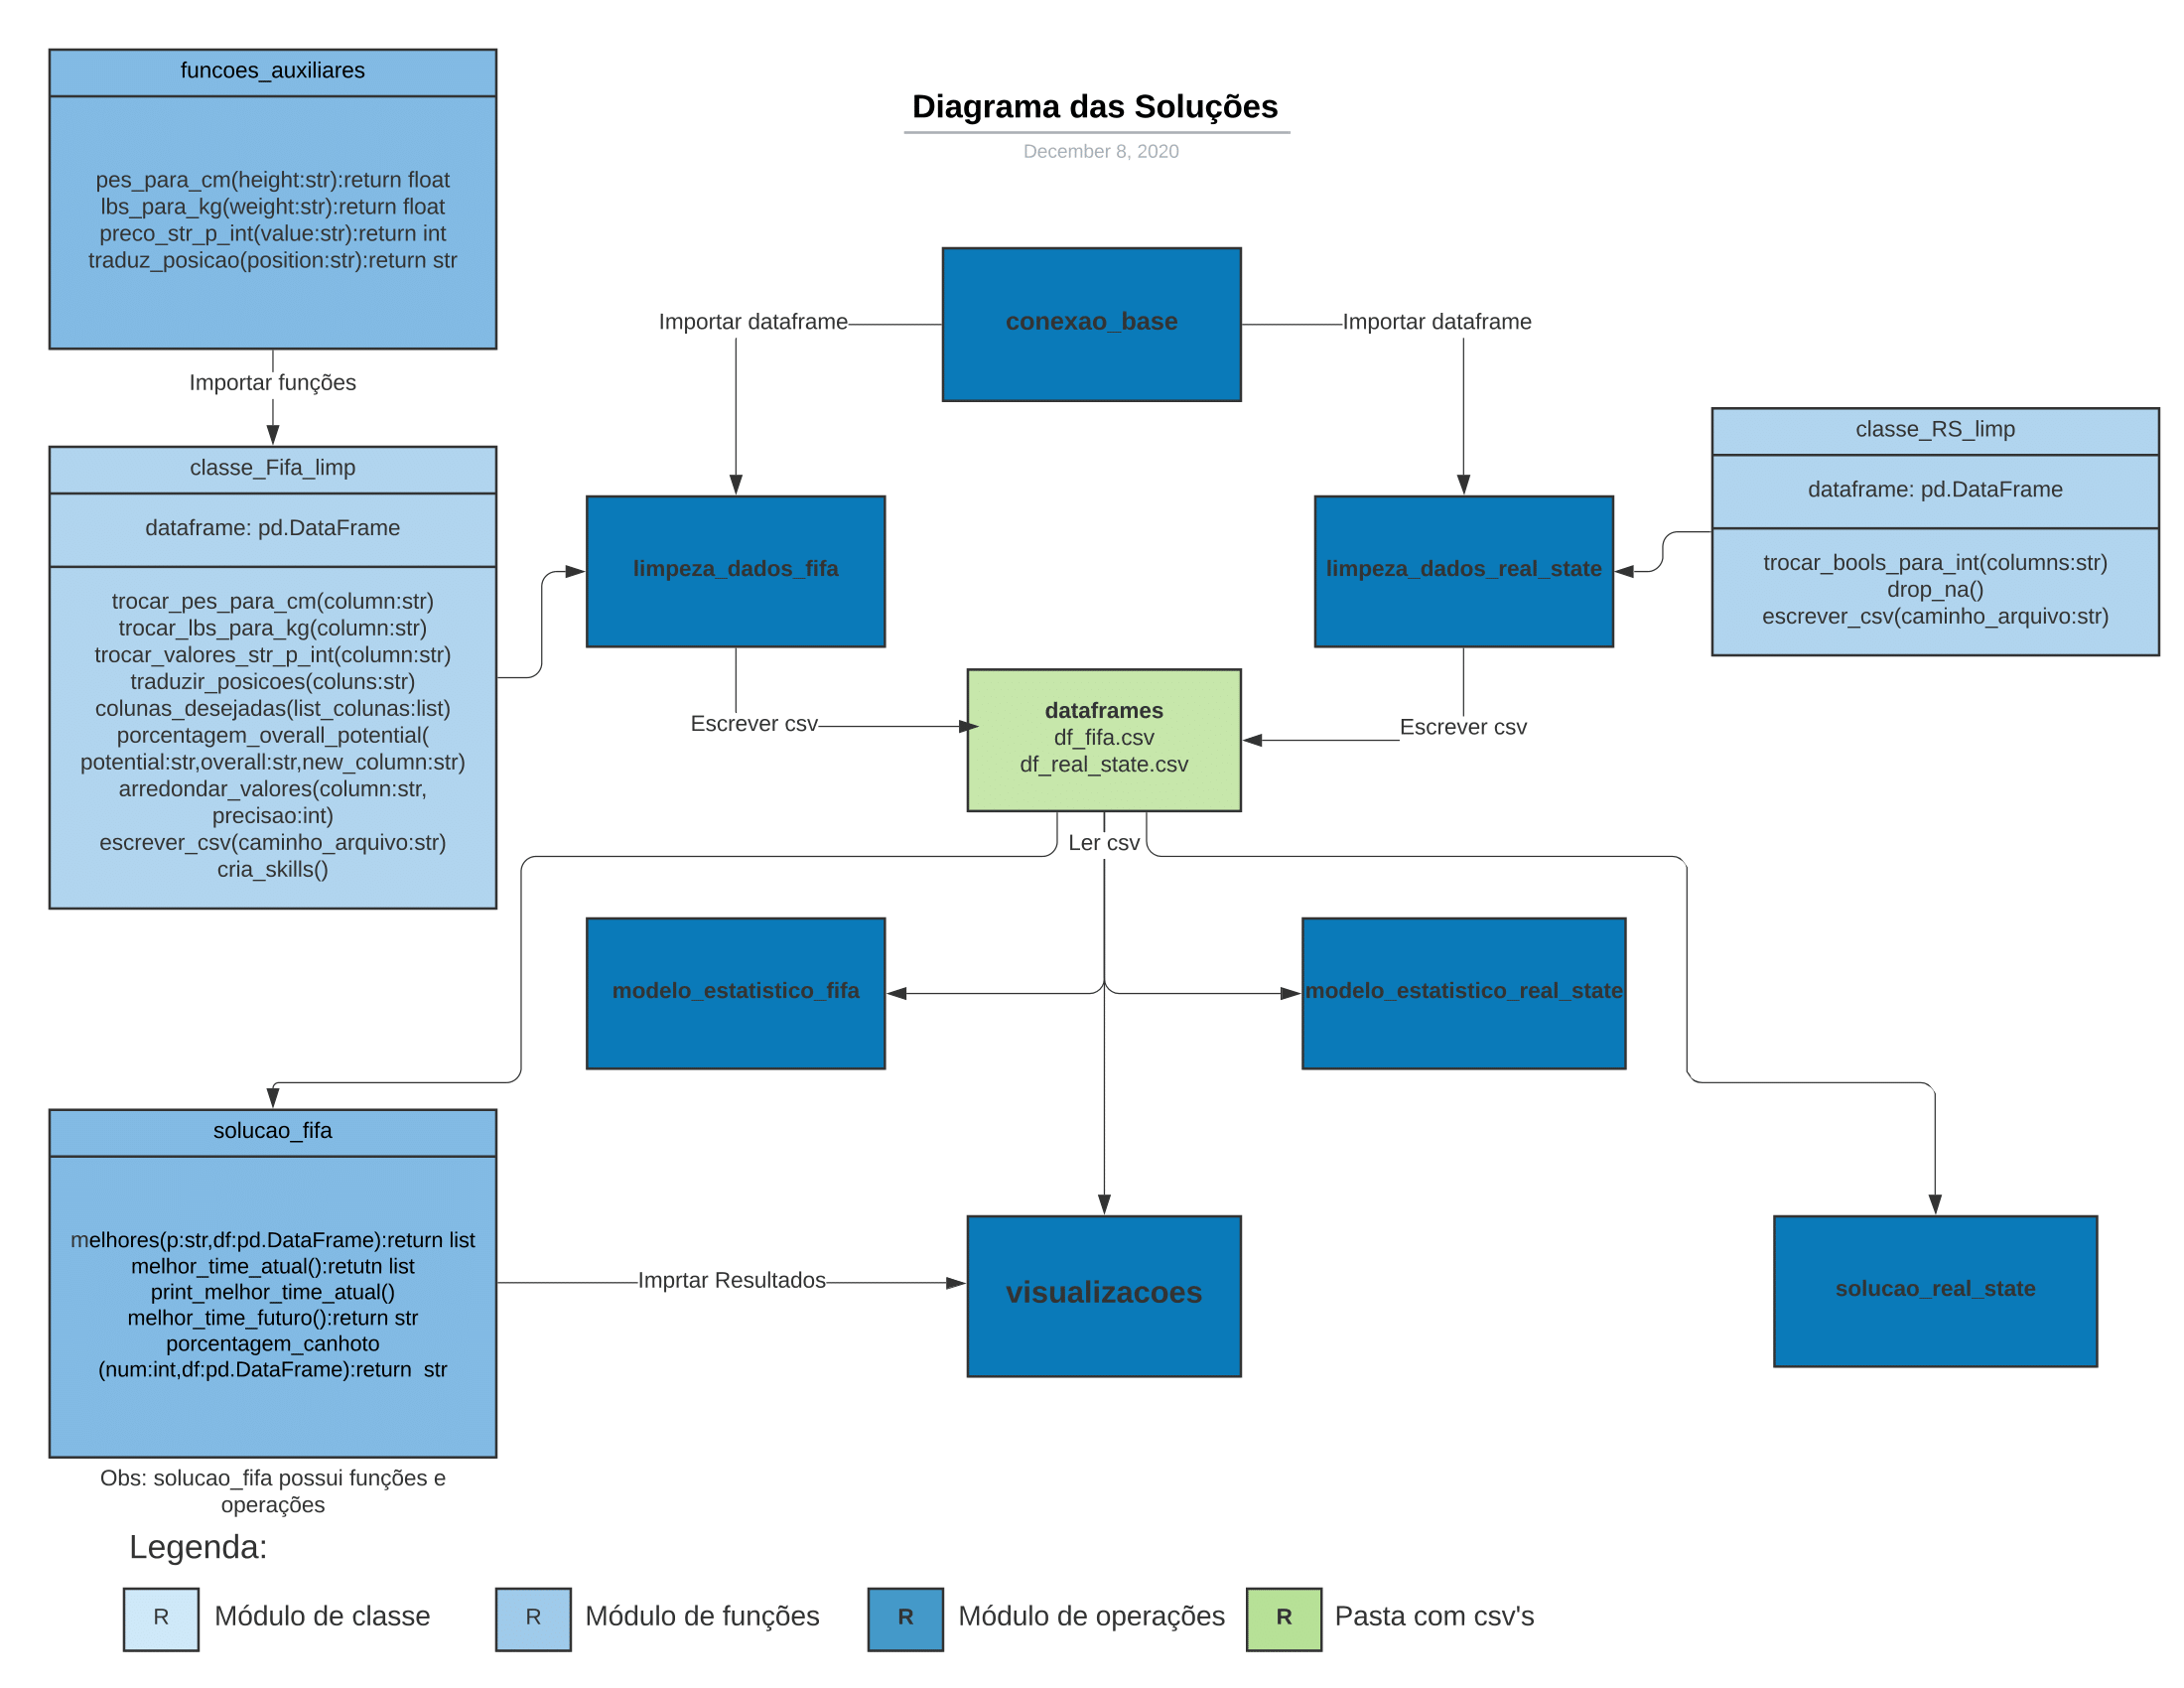 Diagrama das Soluções
December 8, 2020
funcoes_auxiliares
pes_para_cm(height:str):return float
lbs_para_kg(weight:str):return float
preco_str_p_int(value:str):return int
traduz_posicao(position:str):return str
Importar funções
conexao_base
Importar dataframe
Importar dataframe
classe_Fifa_limp
dataframe: pd.DataFrame
trocar_pes_para_cm(column:str)
trocar_lbs_para_kg(column:str)
trocar_valores_str_p_int(column:str)
traduzir_posicoes(coluns:str)
colunas_desejadas(list_colunas:list)
porcentagem_overall_potential(
potential:str,overall:str,new_column:str)
arredondar_valores(column:str,
precisao:int)
escrever_csv(caminho_arquivo:str)
cria_skills()
limpeza_dados_fifa
limpeza_dados_real_state
classe_RS_limp
dataframe: pd.DataFrame
trocar_bools_para_int(columns:str)
drop_na()
escrever_csv(caminho_arquivo:str)
Escrever csv
dataframes
df_fifa.csv
df_real_state.csv
Escrever csv
Ler csv
modelo_estatistico_fifa
modelo_estatistico_real_state
solucao_fifa
melhores(p:str,df:pd.DataFrame):return list
melhor_time_atual():retutn list
print_melhor_time_atual()
melhor_time_futuro():return str
porcentagem_canhoto
(num:int,df:pd.DataFrame):return  str
Imprtar Resultados
visualizacoes
solucao_real_state
Obs: solucao_fifa possui funções e
operações
Legenda:
R Módulo de classe
R Módulo de funções
R Módulo de operações
R Pasta com csv's